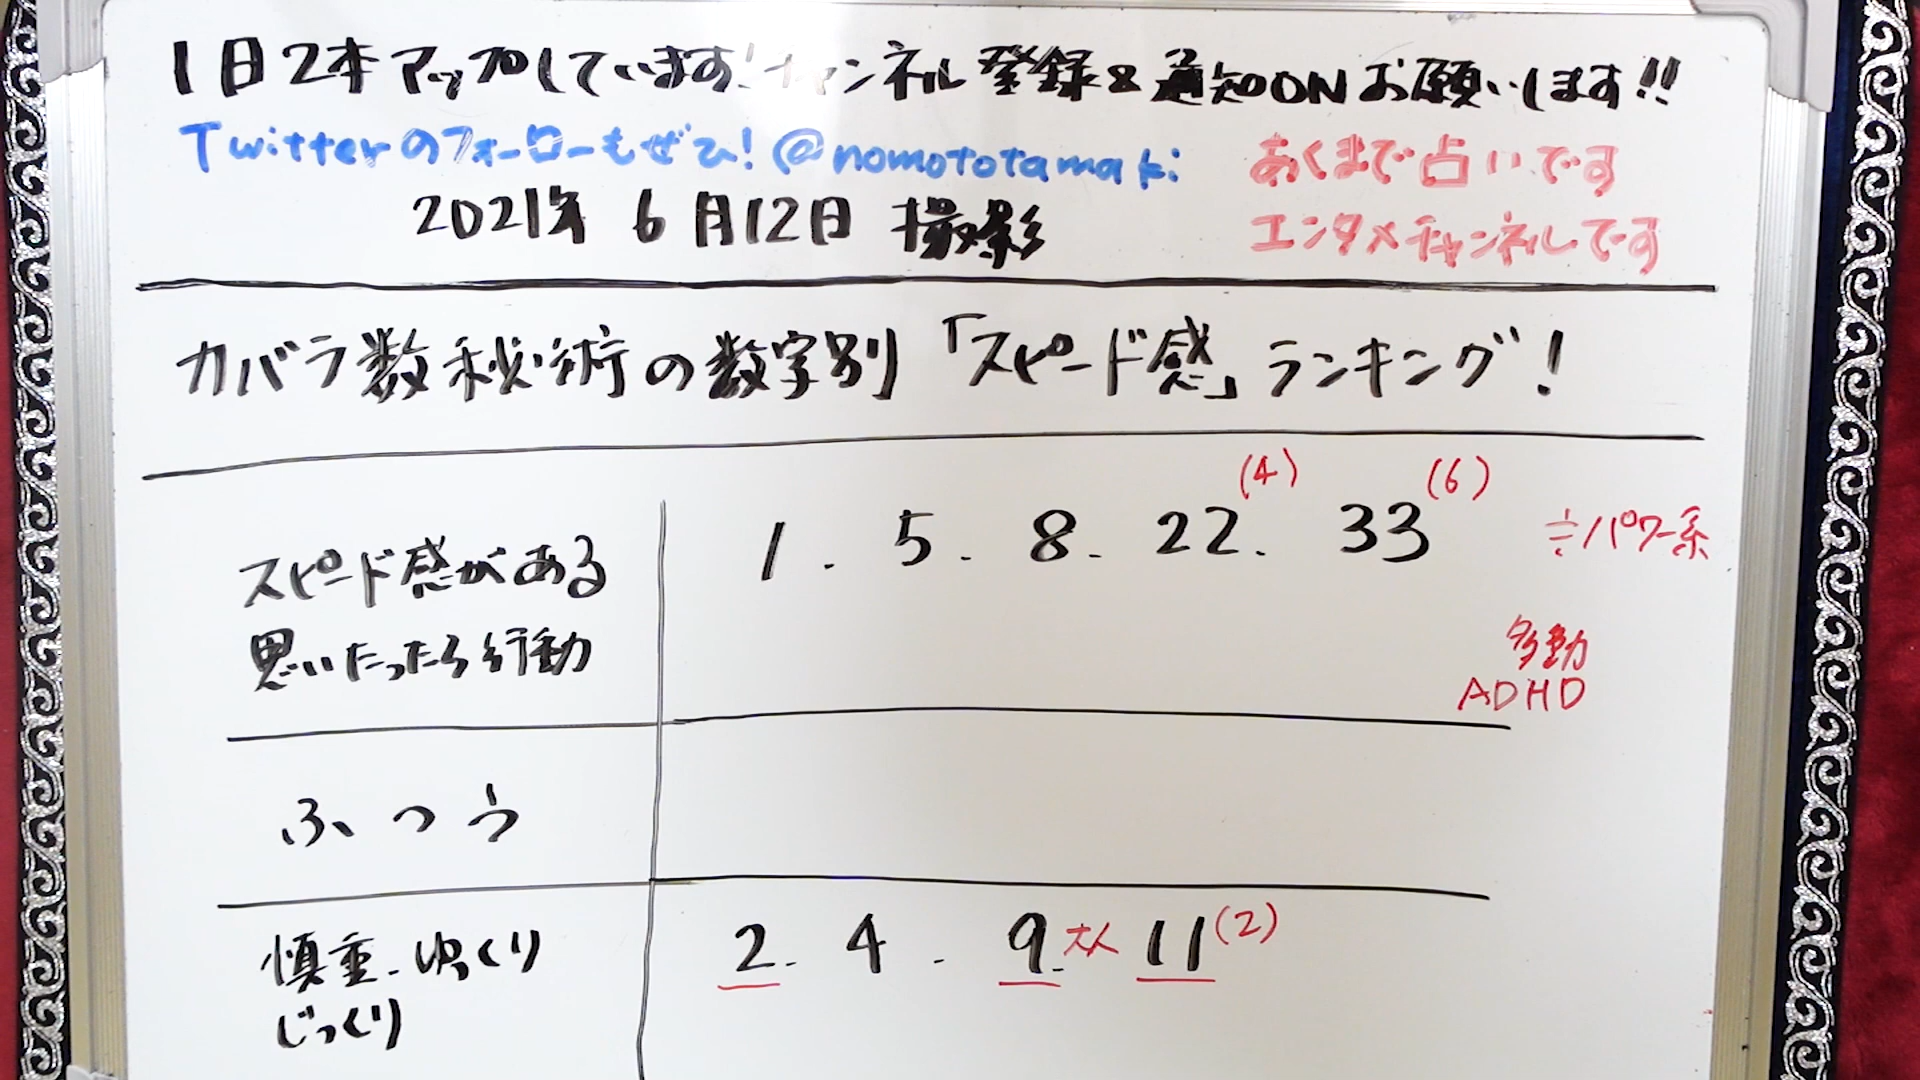 1日2本アップしています!チャンネル登録&通知ONお願いします!!
Twitterのフォローもぜひ!@nomototamaki
あくまで占いです
2021年 6月12日 撮影
エンタメチャンネルです
カバラ数秘術の数字別「スピード感」ランキング!
(4) (6)
スピード感がある 1. 5. 8. 22. 33 ≒パワー系
思いたったら行動 多動
ADHD
ふつう
慎重.ゆっくり 2. 4. 9. 大人 11(2)
じっくり